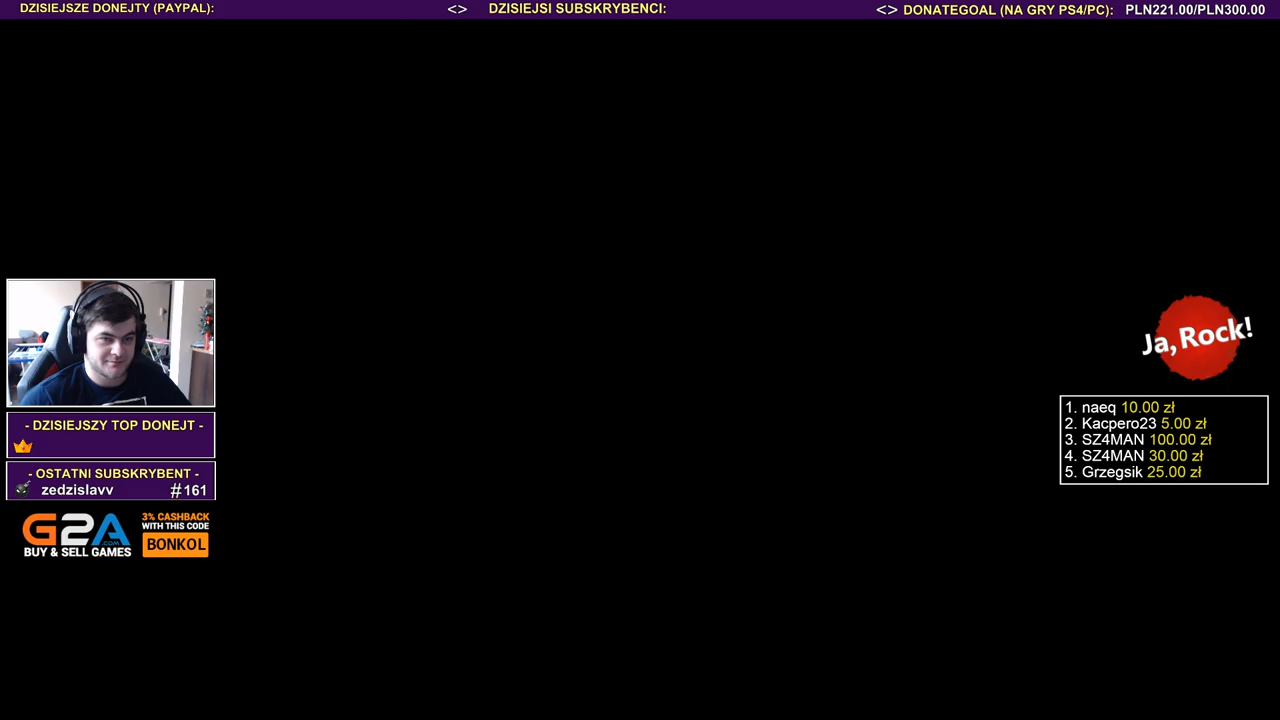 DZISIEJSZE DONEJTY (PAYPAL):
<>
DZISIEJSI SUBSKRYBENCI:
<> DONATEGOAL (NA GRY PS4/PC): PLN221.00/PLN300.00
Ja, Rock!
- DZISIEJSZY TOP DONEJT -
- OSTATNI SUBSKRYBENT -
zedzislavv #161
G2A.COM
BUY & SELL GAMES
3% CASHBACK
WITH THIS CODE
BONKOL
1. naeq 10.00 zł
2. Kacpero23 5.00 zł
3. SZ4MAN 100.00 zł
4. SZ4MAN 30.00 zł
5. Grzegsik 25.00 zł